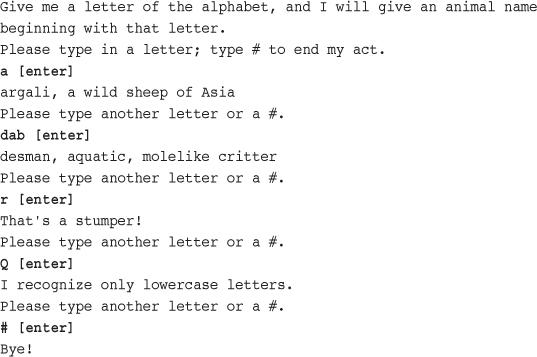 Give me a letter of the alphabet, and I will give an animal name
beginning with that letter.
Please type in a letter; type # to end my act.
a [enter]
argali, a wild sheep of Asia
Please type another letter or a #.
dab [enter]
desman, aquatic, molelike critter
Please type another letter or a #.
r [enter]
That's a stumper!
Please type another letter or a #.
Q [enter]
I recognize only lowercase letters.
Please type another letter or a #.
# [enter]
Bye!